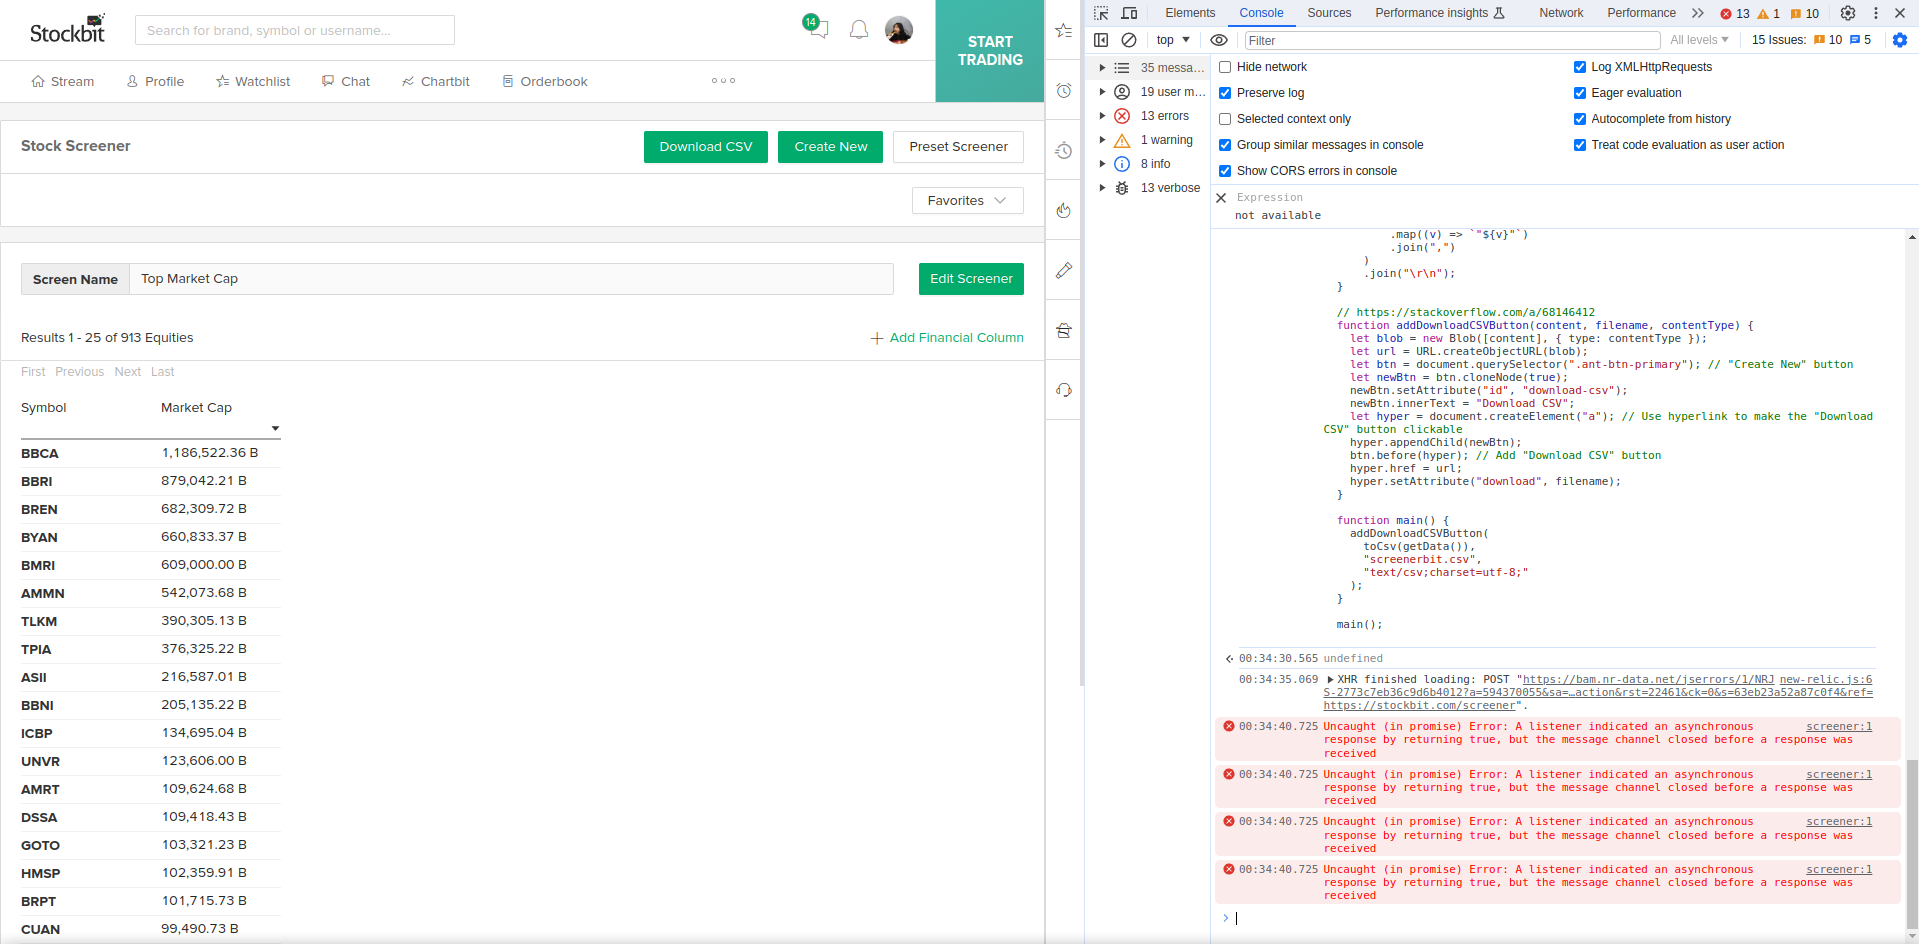 Stockbit
Search for brand, symbol or username...
14
START
TRADING
Stream
Profile
Watchlist
Chat
Chartbit
Orderbook
Stock Screener
Download CSV
Create New
Preset Screener
Favorites
Screen Name
Top Market Cap
Edit Screener
Results 1 - 25 of 913 Equities
Add Financial Column
First Previous Next Last
Symbol Market Cap
BBCA 1,186,522.36 B
BBRI 879,042.21 B
BREN 682,309.72 B
BYAN 660,833.37 B
BMRI 609,000.00 B
AMMN 542,073.68 B
TLKM 390,305.13 B
TPIA 376,325.22 B
ASII 216,587.01 B
BBNI 205,135.22 B
ICBP 134,695.04 B
UNVR 123,606.00 B
AMRT 109,624.68 B
DSSA 109,418.43 B
GOTO 103,321.23 B
HMSP 102,359.91 B
BRPT 101,715.73 B
CUAN 99,490.73 B
Elements Console Sources Performance insights Network Performance 13 1 10
top Filter All levels 15 Issues: 10 5
35 messa...
19 user m...
13 errors
1 warning
8 info
13 verbose
Hide network
Log XMLHttpRequests
Preserve log
Eager evaluation
Selected context only
Autocomplete from history
Group similar messages in console
Treat code evaluation as user action
Show CORS errors in console
Expression
not available
.map((v) => `"${v}"`)
.join(",")
)
.join("\r\n");
}
// https://stackoverflow.com/a/68146412
function addDownloadCSVButton(content, filename, contentType) {
let blob = new Blob([content], { type: contentType });
let url = URL.createObjectURL(blob);
let btn = document.querySelector(".ant-btn-primary"); // "Create New" button
let newBtn = btn.cloneNode(true);
newBtn.setAttribute("id", "download-csv");
newBtn.innerText = "Download CSV";
let hyper = document.createElement("a"); // Use hyperlink to make the "Download
CSV" button clickable
hyper.appendChild(newBtn);
btn.before(hyper); // Add "Download CSV" button
hyper.href = url;
hyper.setAttribute("download", filename);
}
function main() {
addDownloadCSVButton(
toCsv(getData()),
"screenerbit.csv",
"text/csv;charset=utf-8;"
);
}
main();
00:34:30.565 undefined
00:34:35.069 XHR finished loading: POST "https://bam.nr-data.net/jserrors/1/NRJ new-relic.js:6
S-2773c7eb36c9d6b4012?a=594370055&sa=…action&rst=22461&ck=0&s=63eb23a52a87c0f4&ref=
https://stockbit.com/screener".
00:34:40.725 Uncaught (in promise) Error: A listener indicated an asynchronous screener:1
response by returning true, but the message channel closed before a response was
received
00:34:40.725 Uncaught (in promise) Error: A listener indicated an asynchronous screener:1
response by returning true, but the message channel closed before a response was
received
00:34:40.725 Uncaught (in promise) Error: A listener indicated an asynchronous screener:1
response by returning true, but the message channel closed before a response was
received
00:34:40.725 Uncaught (in promise) Error: A listener indicated an asynchronous screener:1
response by returning true, but the message channel closed before a response was
received